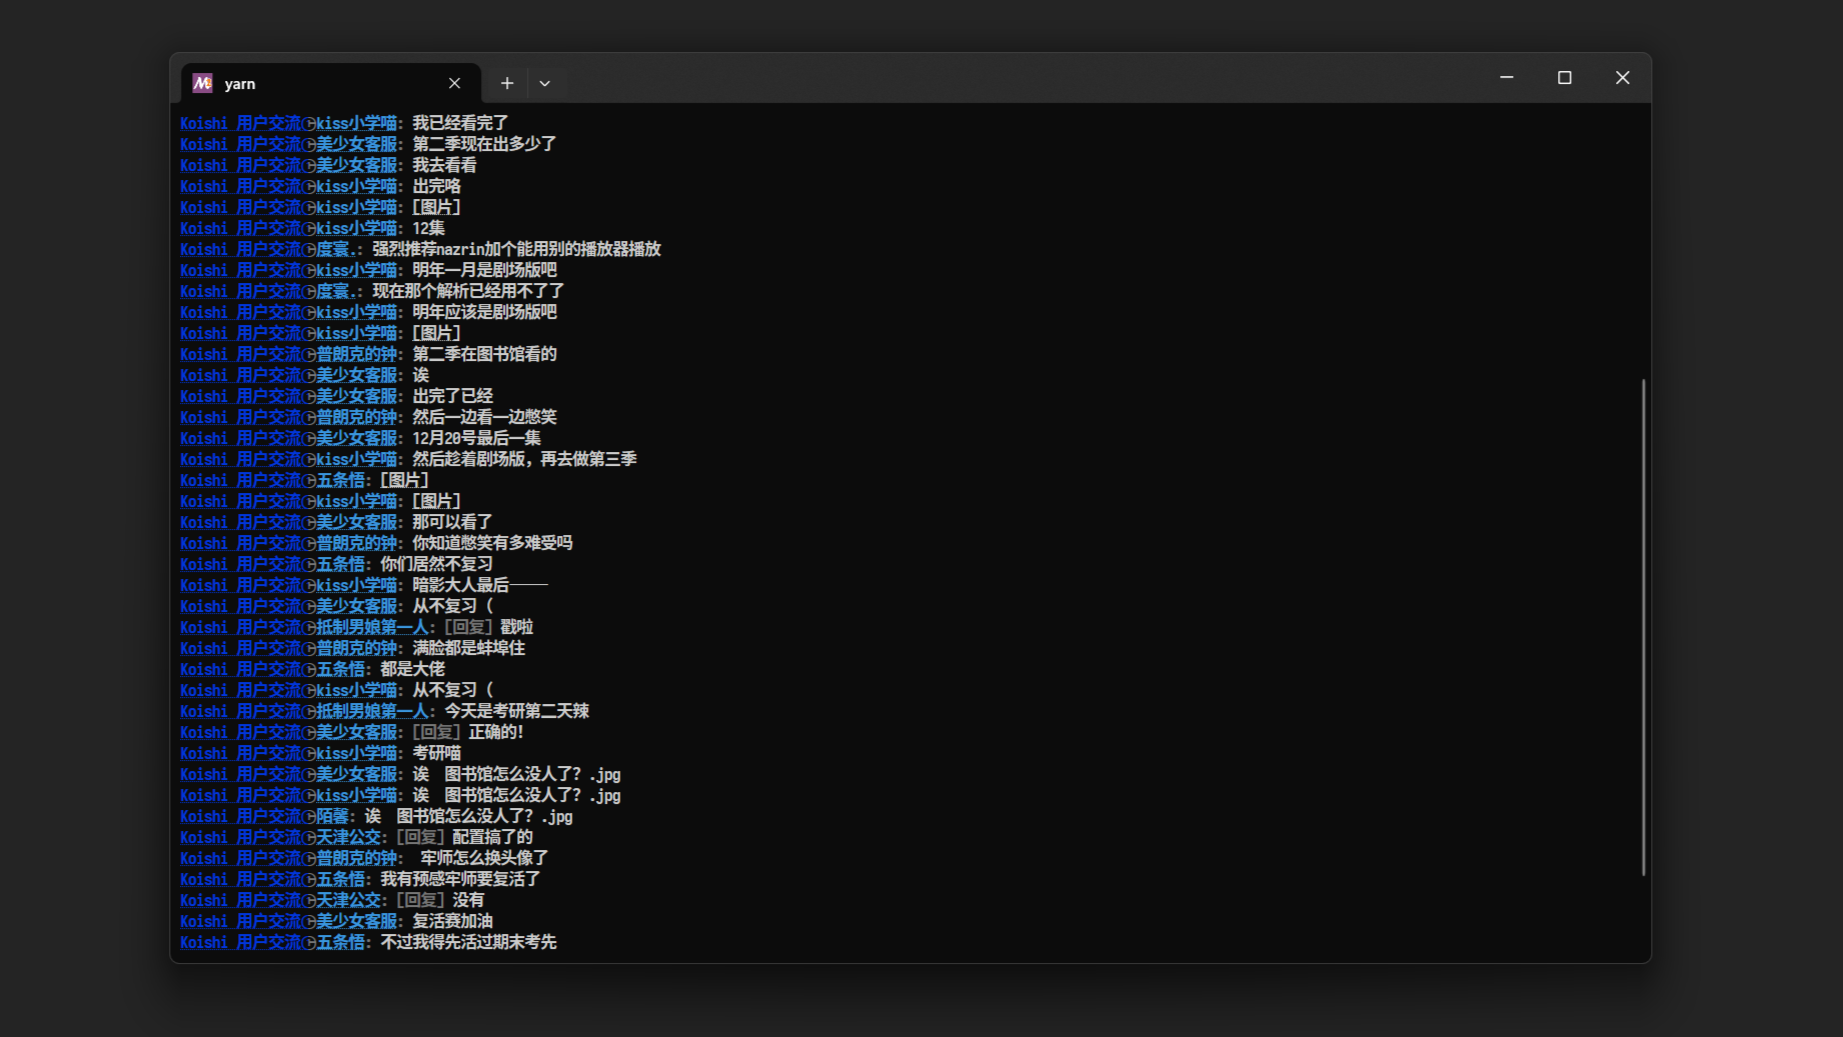 yarn
Koishi 用户交流 kiss小学喵: 我已经看完了
Koishi 用户交流 美少女客服: 第二季现在出多少了
Koishi 用户交流 美少女客服: 我去看看
Koishi 用户交流 kiss小学喵: 出完咯
Koishi 用户交流 kiss小学喵: [图片]
Koishi 用户交流 kiss小学喵: 12集
Koishi 用户交流 度寰.: 强烈推荐nazrin加个能用别的播放器播放
Koishi 用户交流 kiss小学喵: 明年一月是剧场版吧
Koishi 用户交流 度寰.: 现在那个解析已经用不了了
Koishi 用户交流 kiss小学喵: 明年应该是剧场版吧
Koishi 用户交流 kiss小学喵: [图片]
Koishi 用户交流 普朗克的钟: 第二季在图书馆看的
Koishi 用户交流 美少女客服: 诶
Koishi 用户交流 美少女客服: 出完了已经
Koishi 用户交流 普朗克的钟: 然后一边看一边憋笑
Koishi 用户交流 美少女客服: 12月20号最后一集
Koishi 用户交流 kiss小学喵: 然后趁着剧场版，再去做第三季
Koishi 用户交流 五条悟: [图片]
Koishi 用户交流 kiss小学喵: [图片]
Koishi 用户交流 美少女客服: 那可以看了
Koishi 用户交流 普朗克的钟: 你知道憋笑有多难受吗
Koishi 用户交流 五条悟: 你们居然不复习
Koishi 用户交流 kiss小学喵: 暗影大人最后————
Koishi 用户交流 美少女客服: 从不复习（
Koishi 用户交流 抵制男娘第一人: [回复] 戳啦
Koishi 用户交流 普朗克的钟: 满脸都是蚌埠住
Koishi 用户交流 五条悟: 都是大佬
Koishi 用户交流 kiss小学喵: 从不复习（
Koishi 用户交流 抵制男娘第一人: 今天是考研第二天辣
Koishi 用户交流 美少女客服: [回复] 正确的！
Koishi 用户交流 kiss小学喵: 考研喵
Koishi 用户交流 美少女客服: 诶　图书馆怎么没人了？.jpg
Koishi 用户交流 kiss小学喵: 诶　图书馆怎么没人了？.jpg
Koishi 用户交流 陌馨: 诶　图书馆怎么没人了？.jpg
Koishi 用户交流 天津公交: [回复] 配置搞了的
Koishi 用户交流 普朗克的钟:  牢师怎么换头像了
Koishi 用户交流 五条悟: 我有预感牢师要复活了
Koishi 用户交流 天津公交: [回复] 没有
Koishi 用户交流 美少女客服: 复活赛加油
Koishi 用户交流 五条悟: 不过我得先活过期末考先